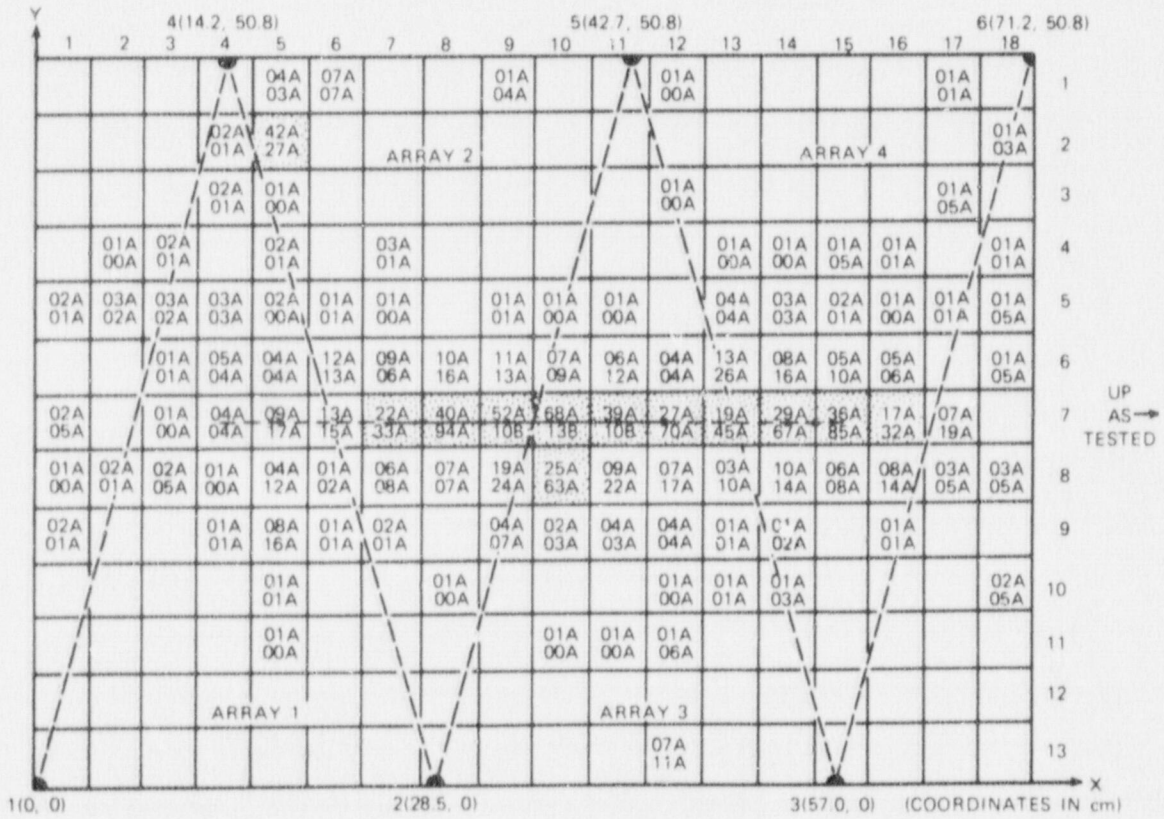 Y
4(14.2, 50.8) 5(42.7, 50.8) 6(71.2, 50.8)
1 2 3 4 5 6 7 8 9 10 11 12 13 14 15 16 17 18
04A 07A 01A 01A 01A 1
03A 07A 04A 00A 01A
02A 42A 01A 2
01A 27A ARRAY 2 ARRAY 4 03A
02A 01A 01A 01A 3
01A 00A 00A 05A
01A 02A 02A 03A 01A 01A 01A 01A 01A 4
00A 01A 01A 01A 00A 00A 05A 01A 01A
02A 03A 03A 03A 02A 01A 01A 01A 01A 01A 04A 03A 02A 01A 01A 01A 5
01A 02A 02A 03A 00A 01A 00A 01A 00A 00A 04A 03A 01A 00A 01A 05A
01A 05A 04A 12A 09A 10A 11A 07A 06A 04A 13A 08A 05A 05A 01A 6
01A 04A 04A 13A 06A 16A 13A 09A 12A 04A 26A 16A 10A 06A 05A
02A 01A 04A 09A 13A 22A 40A 52A 68A 39A 27A 19A 29A 36A 17A 07A 7
05A 00A 04A 17A 15A 33A 94A 10B 13B 10B 70A 45A 67A 85A 32A 19A
UP
AS
TESTED
01A 02A 02A 01A 04A 01A 06A 07A 19A 25A 09A 07A 03A 10A 06A 08A 03A 03A 8
00A 01A 05A 00A 12A 02A 08A 07A 24A 63A 22A 17A 10A 14A 08A 14A 05A 05A
02A 01A 08A 01A 02A 04A 02A 04A 04A 01A 01A 01A 9
01A 01A 16A 01A 01A 07A 03A 03A 04A 01A 02A 01A
01A 01A 01A 01A 01A 02A 10
01A 00A 00A 01A 03A 05A
01A 01A 01A 01A 11
00A 00A 00A 06A
ARRAY 1 ARRAY 3 12
07A 13
11A
X
1(0, 0) 2(28.5, 0) 3(57.0, 0) (COORDINATES IN cm)